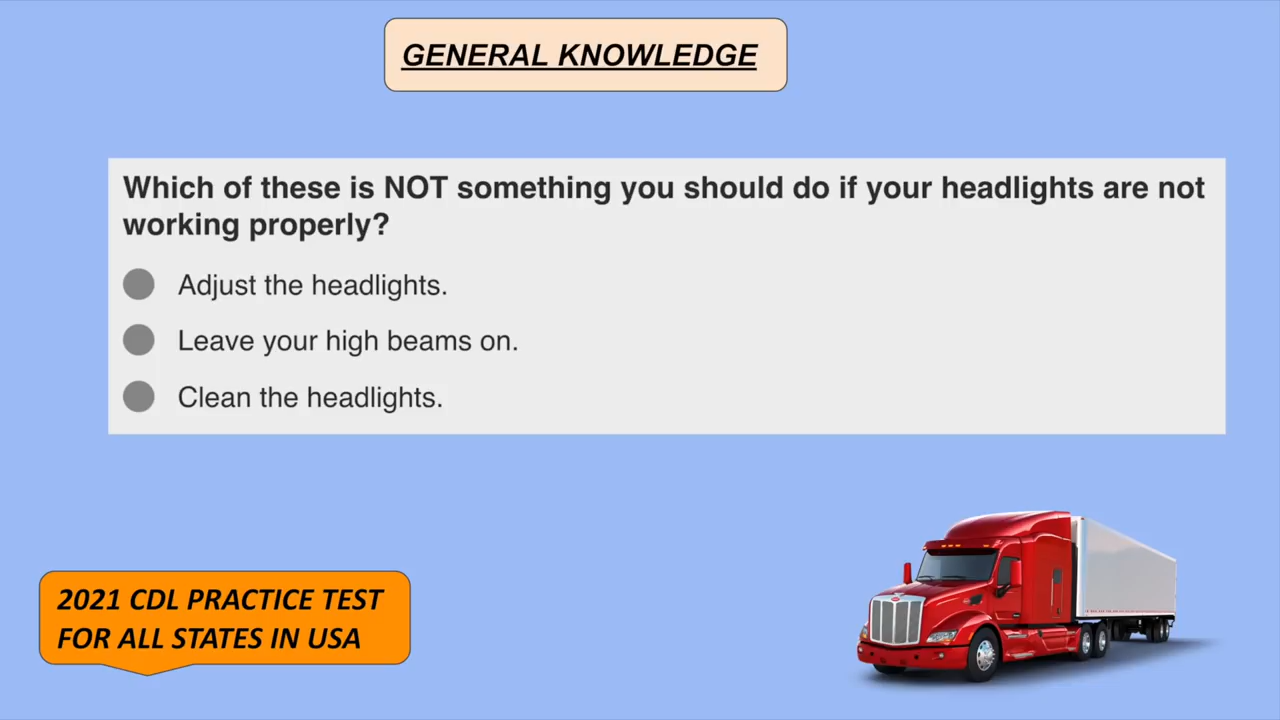 GENERAL KNOWLEDGE
Which of these is NOT something you should do if your headlights are not
working properly?
Adjust the headlights.
Leave your high beams on.
Clean the headlights.
2021 CDL PRACTICE TEST
FOR ALL STATES IN USA